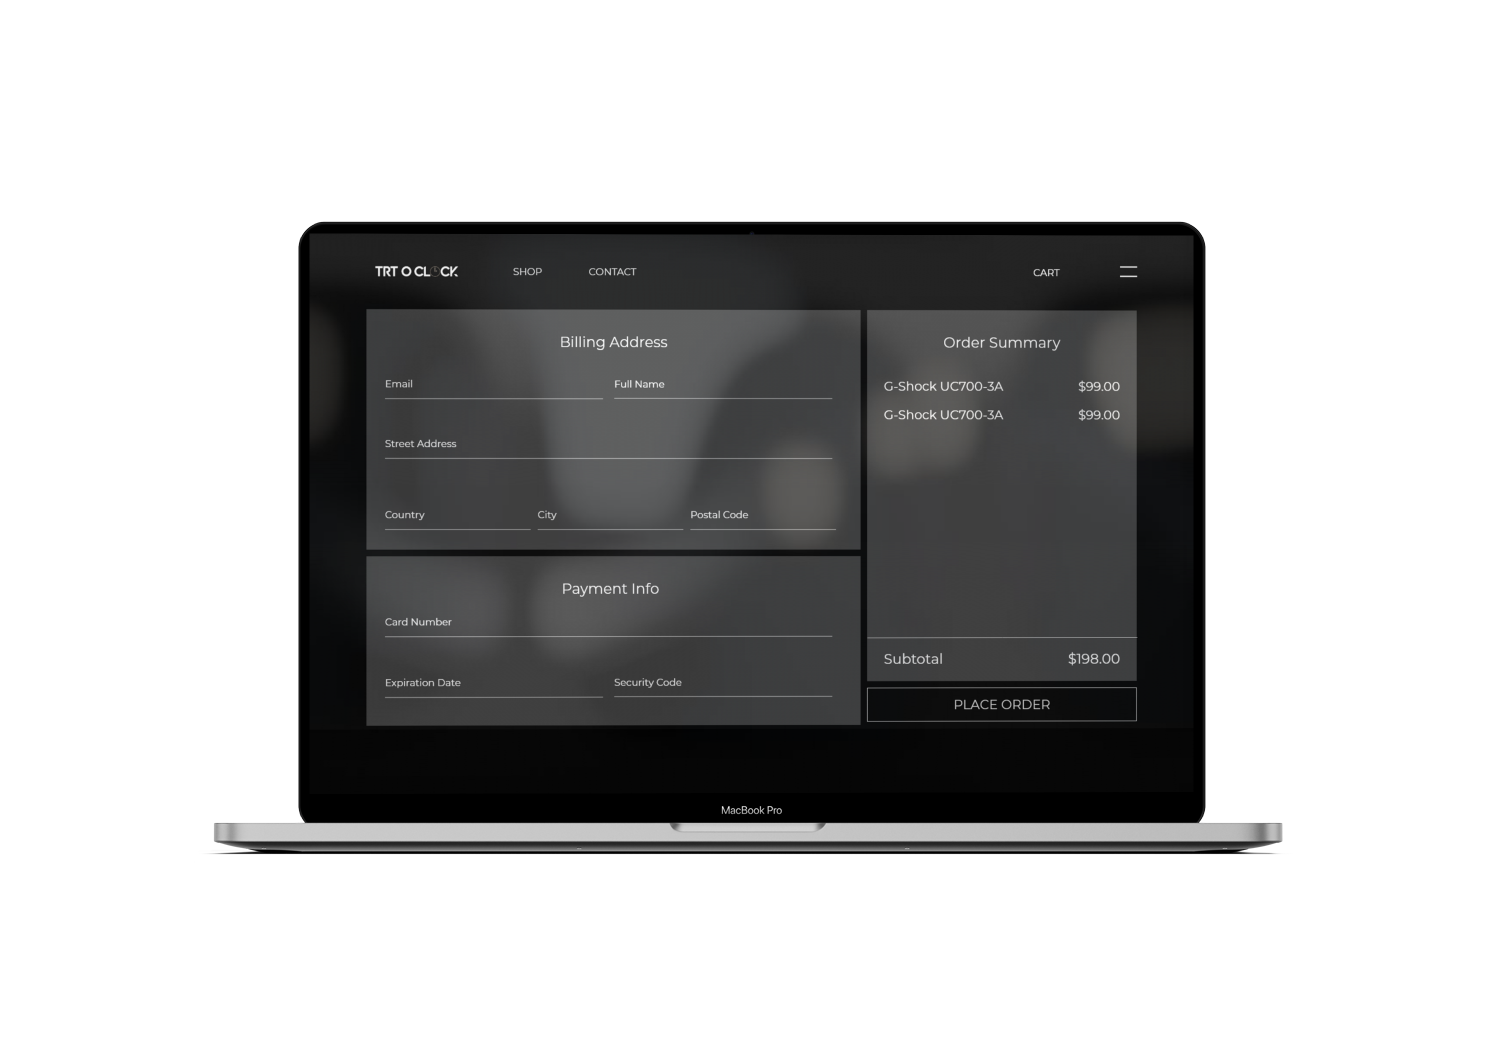 TRT O CLOCK SHOP CONTACT CART
Billing Address
Email Full Name
Street Address
Country City Postal Code
Payment Info
Card Number
Expiration Date Security Code
Order Summary
G-Shock UC700-3A $99.00
G-Shock UC700-3A $99.00
Subtotal $198.00
PLACE ORDER
MacBook Pro